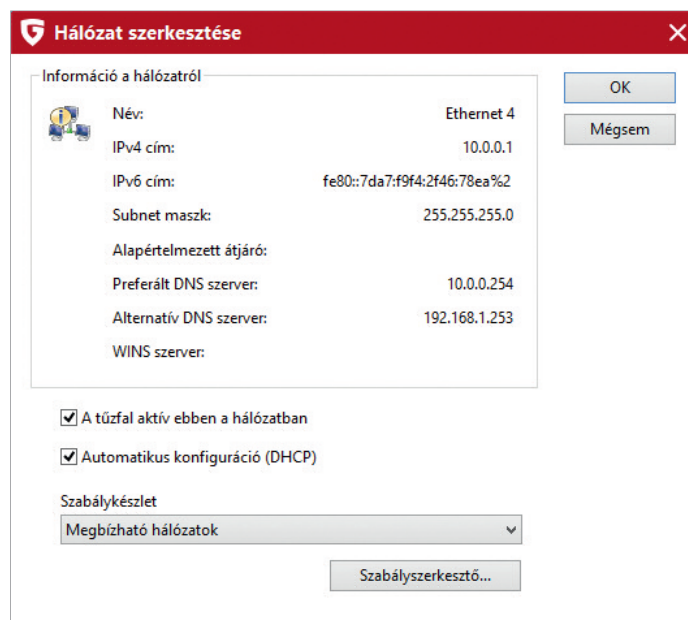 Hálózat szerkesztése
Információ a hálózatról
Név: Ethernet 4
IPv4 cím: 10.0.0.1
IPv6 cím: fe80::7da7:f9f4:2f46:78ea%2
Subnet maszk: 255.255.255.0
Alapértelmezett átjáró:
Preferált DNS szerver: 10.0.0.254
Alternatív DNS szerver: 192.168.1.253
WINS szerver:
OK
Mégsem
A tűzfal aktív ebben a hálózatban
Automatikus konfiguráció (DHCP)
Szabálykészlet
Megbízható hálózatok
Szabályszerkesztő...